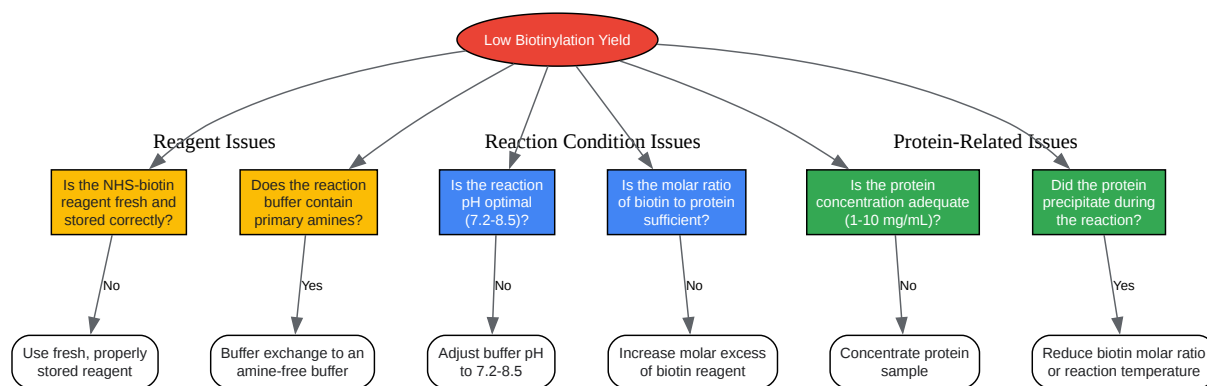 Low Biotinylation Yield
Reagent Issues
Reaction Condition Issues
Protein-Related Issues
Is the NHS-biotin
reagent fresh and
stored correctly?
Does the reaction
buffer contain
primary amines?
Is the reaction
pH optimal
(7.2-8.5)?
Is the molar ratio
of biotin to protein
sufficient?
Is the protein
concentration adequate
(1-10 mg/mL)?
Did the protein
precipitate during
the reaction?
No
Yes
No
No
No
Yes
Use fresh, properly
stored reagent
Buffer exchange to an
amine-free buffer
Adjust buffer pH
to 7.2-8.5
Increase molar excess
of biotin reagent
Concentrate protein
sample
Reduce biotin molar ratio
or reaction temperature